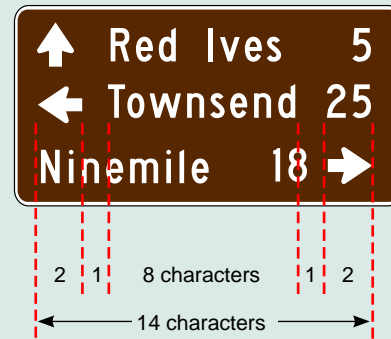 Red Ives 5
Townsend 25
Ninemile 18
2 1 8 characters 1 2
14 characters